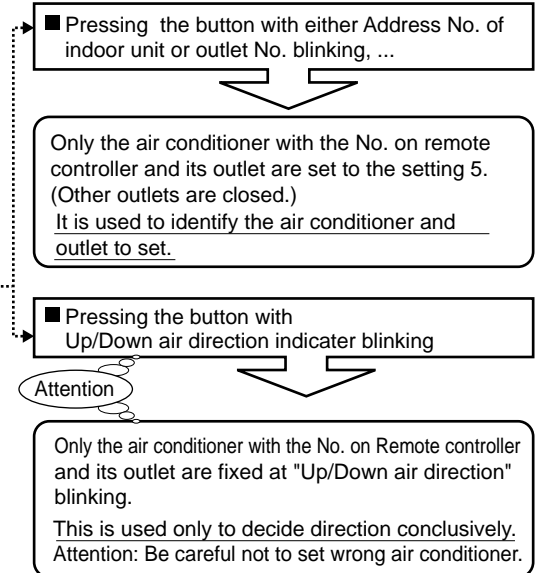 ■ Pressing the button with either Address No. of
indoor unit or outlet No. blinking, ...
Only the air conditioner with the No. on remote
controller and its outlet are set to the setting 5.
(Other outlets are closed.)
It is used to identify the air conditioner and
outlet to set.
■ Pressing the button with
Up/Down air direction indicater blinking
Attention
Only the air conditioner with the No. on Remote controller
and its outlet are fixed at "Up/Down air direction"
blinking.
This is used only to decide direction conclusively.
Attention: Be careful not to set wrong air conditioner.